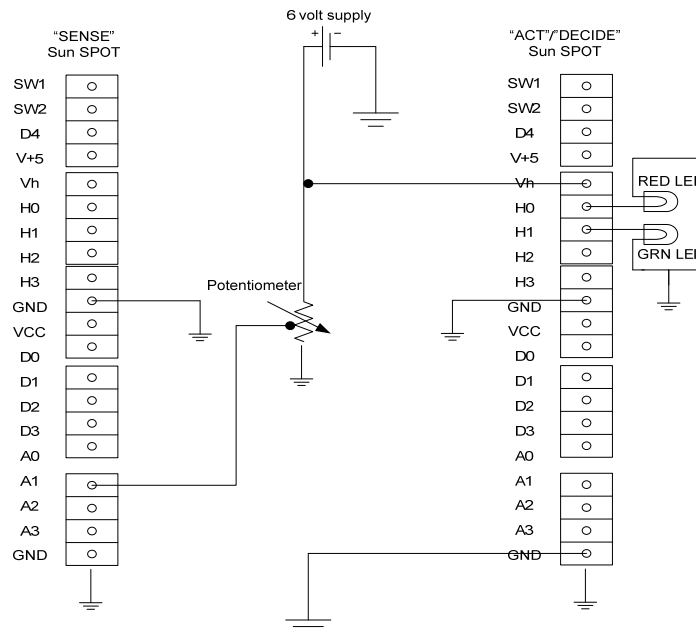 6 volt supply
+ −
“SENSE”
Sun SPOT
SW1
SW2
D4
V+5
Vh
H0
H1
H2
H3
GND
VCC
D0
D1
D2
D3
A0
A1
A2
A3
GND
Potentiometer
“ACT”/“DECIDE”
Sun SPOT
SW1
SW2
D4
V+5
Vh
H0
H1
H2
H3
GND
VCC
D0
D1
D2
D3
A0
A1
A2
A3
GND
RED LE
GRN LE